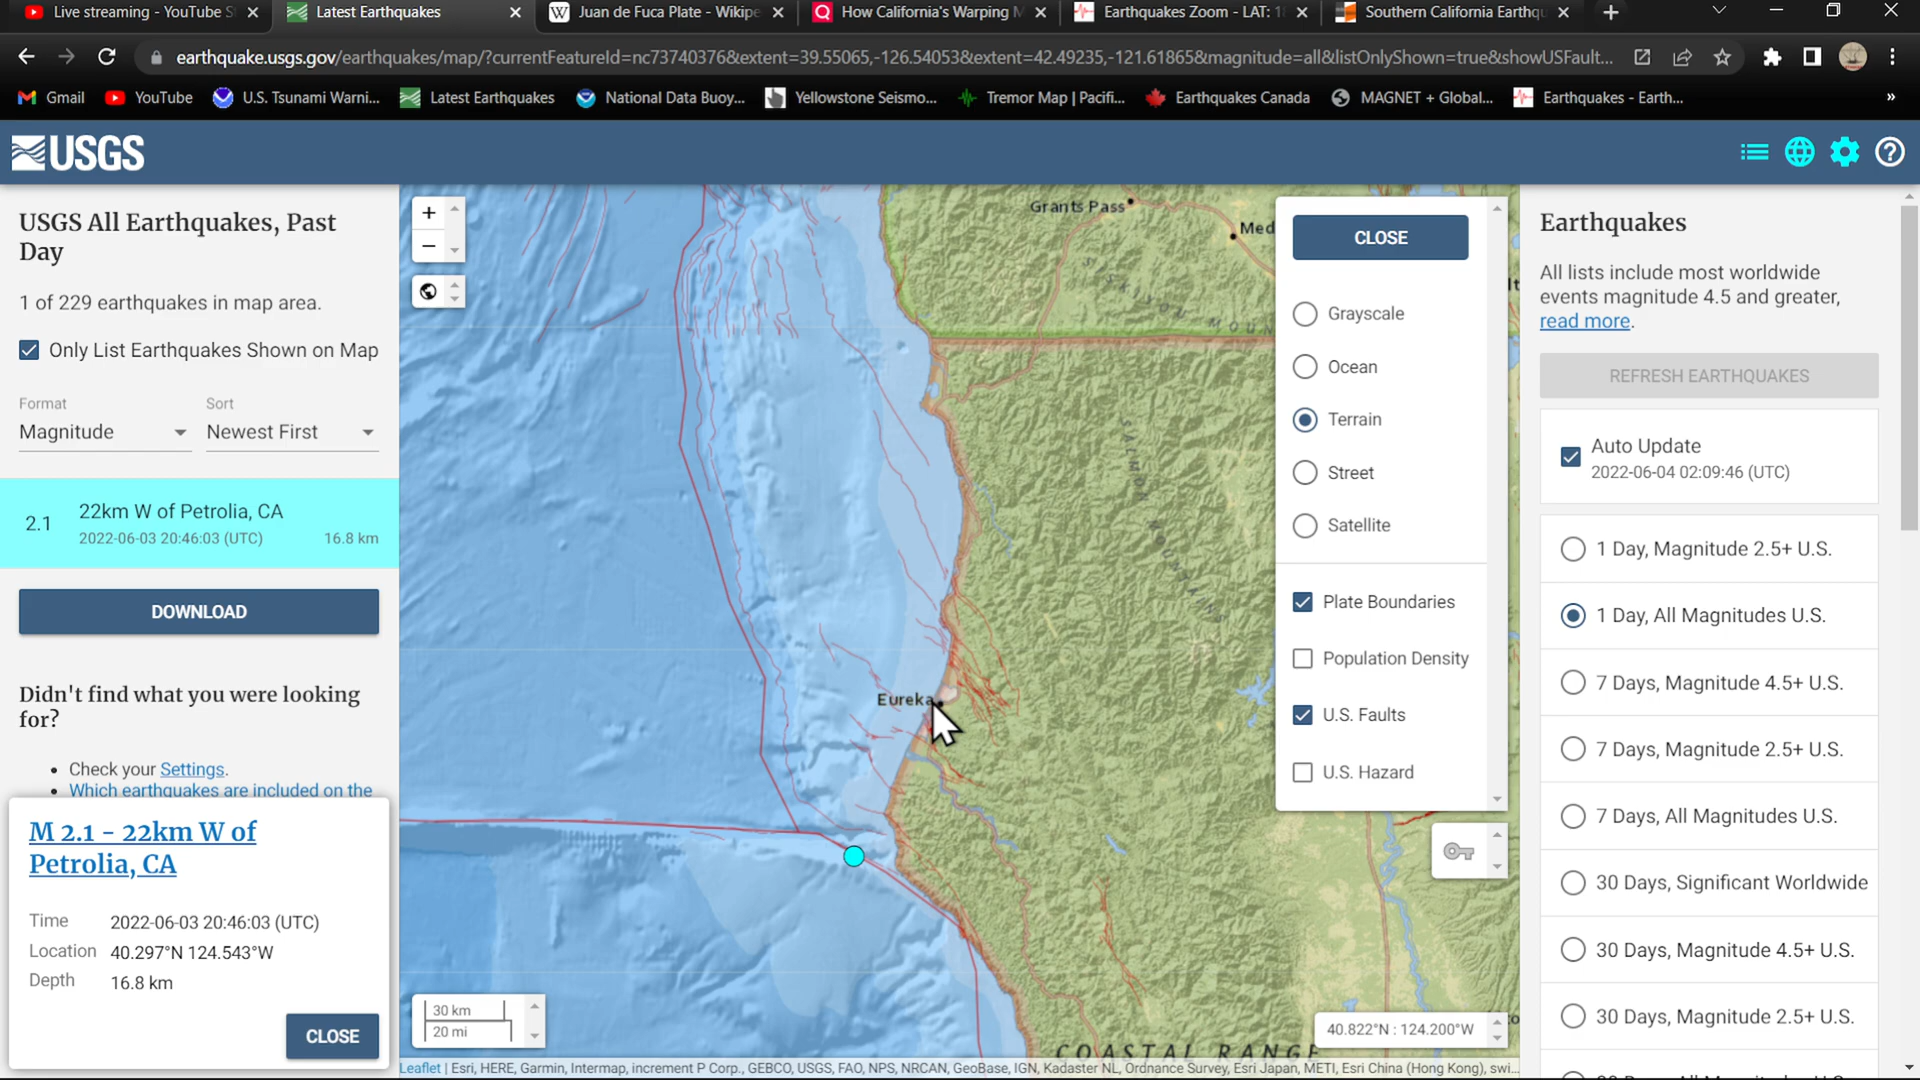 Live streaming - YouTube S
Latest Earthquakes
Juan de Fuca Plate - Wikipe
How California's Warping M
Earthquakes Zoom - LAT: 1
Southern California Earthqu
earthquake.usgs.gov/earthquakes/map/?currentFeatureId=nc73740376&extent=39.55065,-126.54053&extent=42.49235,-121.61865&magnitude=all&listOnlyShown=true&showUSFault...
Gmail
YouTube
U.S. Tsunami Warni...
Latest Earthquakes
National Data Buoy...
Yellowstone Seismo...
Tremor Map | Pacifi...
Earthquakes Canada
MAGNET + Global...
Earthquakes - Earth...
»
USGS
USGS All Earthquakes, Past
Day
1 of 229 earthquakes in map area.
Only List Earthquakes Shown on Map
Format
Sort
Magnitude
Newest First
2.1
22km W of Petrolia, CA
2022-06-03 20:46:03 (UTC)
16.8 km
DOWNLOAD
Didn't find what you were looking
for?
• Check your Settings.
• Which earthquakes are included on the
M 2.1 - 22km W of
Petrolia, CA
Time 2022-06-03 20:46:03 (UTC)
Location 40.297°N 124.543°W
Depth 16.8 km
CLOSE
+
−
Grants Pass
Med
SISKIYOU MOUN
SALMON MOUNTAINS
Eureka
COASTAL RANGE
30 km
20 mi
40.822°N : 124.200°W
Leaflet | Esri, HERE, Garmin, Intermap, increment P Corp., GEBCO, USGS, FAO, NPS, NRCAN, GeoBase, IGN, Kadaster NL, Ordnance Survey, Esri Japan, METI, Esri China (Hong Kong), swi...
CLOSE
Grayscale
Ocean
Terrain
Street
Satellite
Plate Boundaries
Population Density
U.S. Faults
U.S. Hazard
Earthquakes
All lists include most worldwide
events magnitude 4.5 and greater,
read more.
REFRESH EARTHQUAKES
Auto Update
2022-06-04 02:09:46 (UTC)
1 Day, Magnitude 2.5+ U.S.
1 Day, All Magnitudes U.S.
7 Days, Magnitude 4.5+ U.S.
7 Days, Magnitude 2.5+ U.S.
7 Days, All Magnitudes U.S.
30 Days, Significant Worldwide
30 Days, Magnitude 4.5+ U.S.
30 Days, Magnitude 2.5+ U.S.